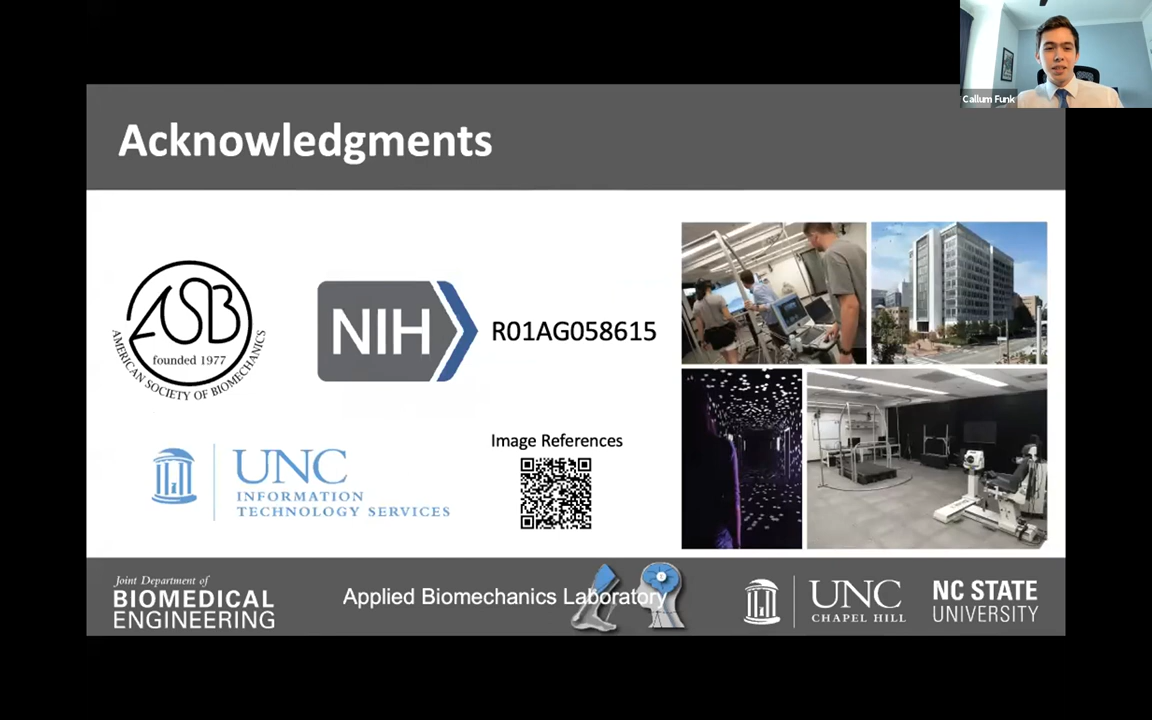 Callum Funk
Acknowledgments
ASB
founded 1977
AMERICAN SOCIETY OF BIOMECHANICS
NIH
R01AG058615
UNC
INFORMATION
TECHNOLOGY SERVICES
Image References
Joint Department of
BIOMEDICAL
ENGINEERING
Applied Biomechanics Laboratory
UNC
CHAPEL HILL
NC STATE
UNIVERSITY